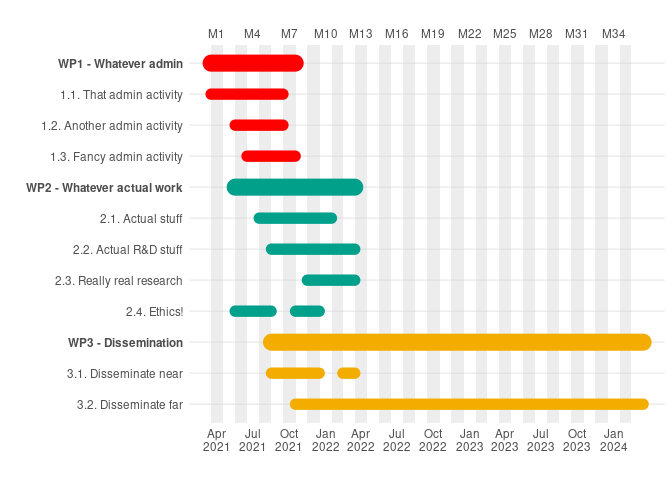 M1 M4 M7 M10 M13 M16 M19 M22 M25 M28 M31 M34
WP1 - Whatever admin
1.1. That admin activity
1.2. Another admin activity
1.3. Fancy admin activity
WP2 - Whatever actual work
2.1. Actual stuff
2.2. Actual R&D stuff
2.3. Really real research
2.4. Ethics!
WP3 - Dissemination
3.1. Disseminate near
3.2. Disseminate far
Apr Jul Oct Jan Apr Jul Oct Jan Apr Jul Oct Jan
2021 2021 2021 2022 2022 2022 2022 2023 2023 2023 2023 2024